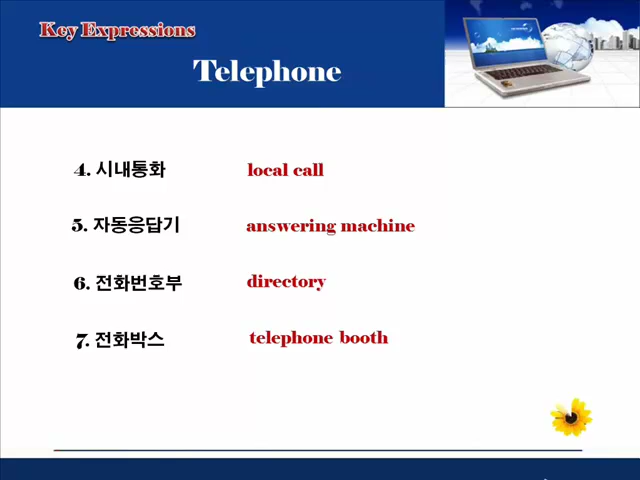 Key Expressions
Telephone
4. 시내통화 local call
5. 자동응답기 answering machine
6. 전화번호부 directory
7. 전화박스 telephone booth